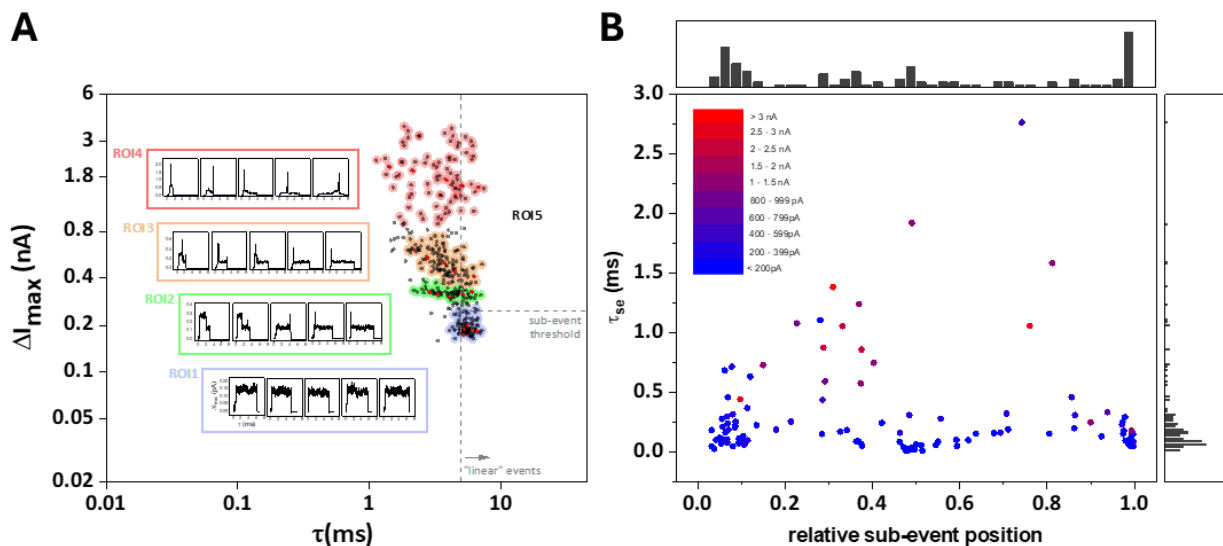 A
ΔI_max (nA)
6
3
1.8
0.8
0.4
0.2
0.1
0.05
0.02
0.01
0.1
1
10
τ(ms)
ROI4
ROI3
ROI2
ROI1
ROI5
sub-event
threshold
"linear" events
τ (ms)
B
τse (ms)
3.0
2.5
2.0
1.5
1.0
0.5
0.0
> 3 nA
2.5 - 3 nA
2 - 2.5 nA
1.5 - 2 nA
1 - 1.5 nA
800 - 999 pA
600 - 799pA
400 - 599pA
200 - 399pA
< 200pA
0.0
0.2
0.4
0.6
0.8
1.0
relative sub-event position